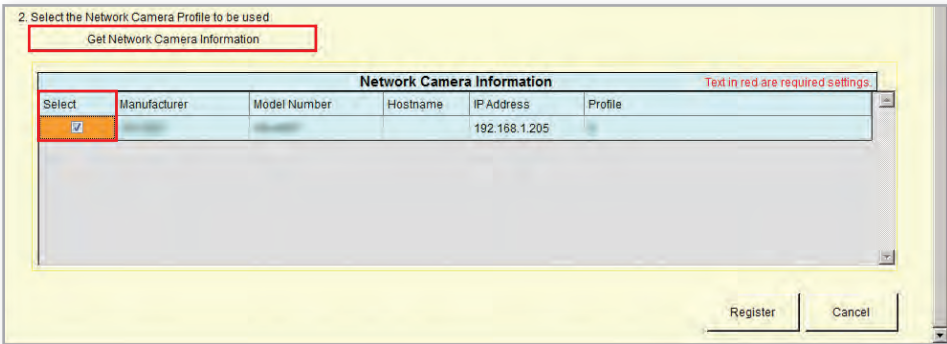 2. Select the Network Camera Profile to be used
Get Network Camera Information
Network Camera Information Text in red are required settings.
Select Manufacturer Model Number Hostname IP Address Profile
192.168.1.205
Register Cancel